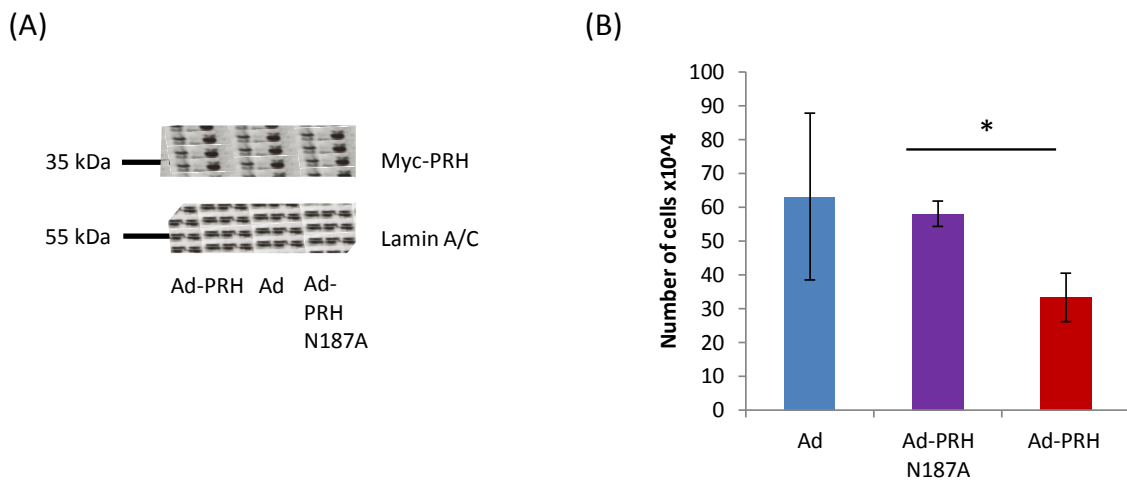 (A)
35 kDa
Myc-PRH
55 kDa
Lamin A/C
Ad-PRH Ad Ad-
PRH
N187A
(B)
Number of cells x10^4
100
90
80
70
60
50
40
30
20
10
0
*
Ad Ad-PRH Ad-PRH
N187A